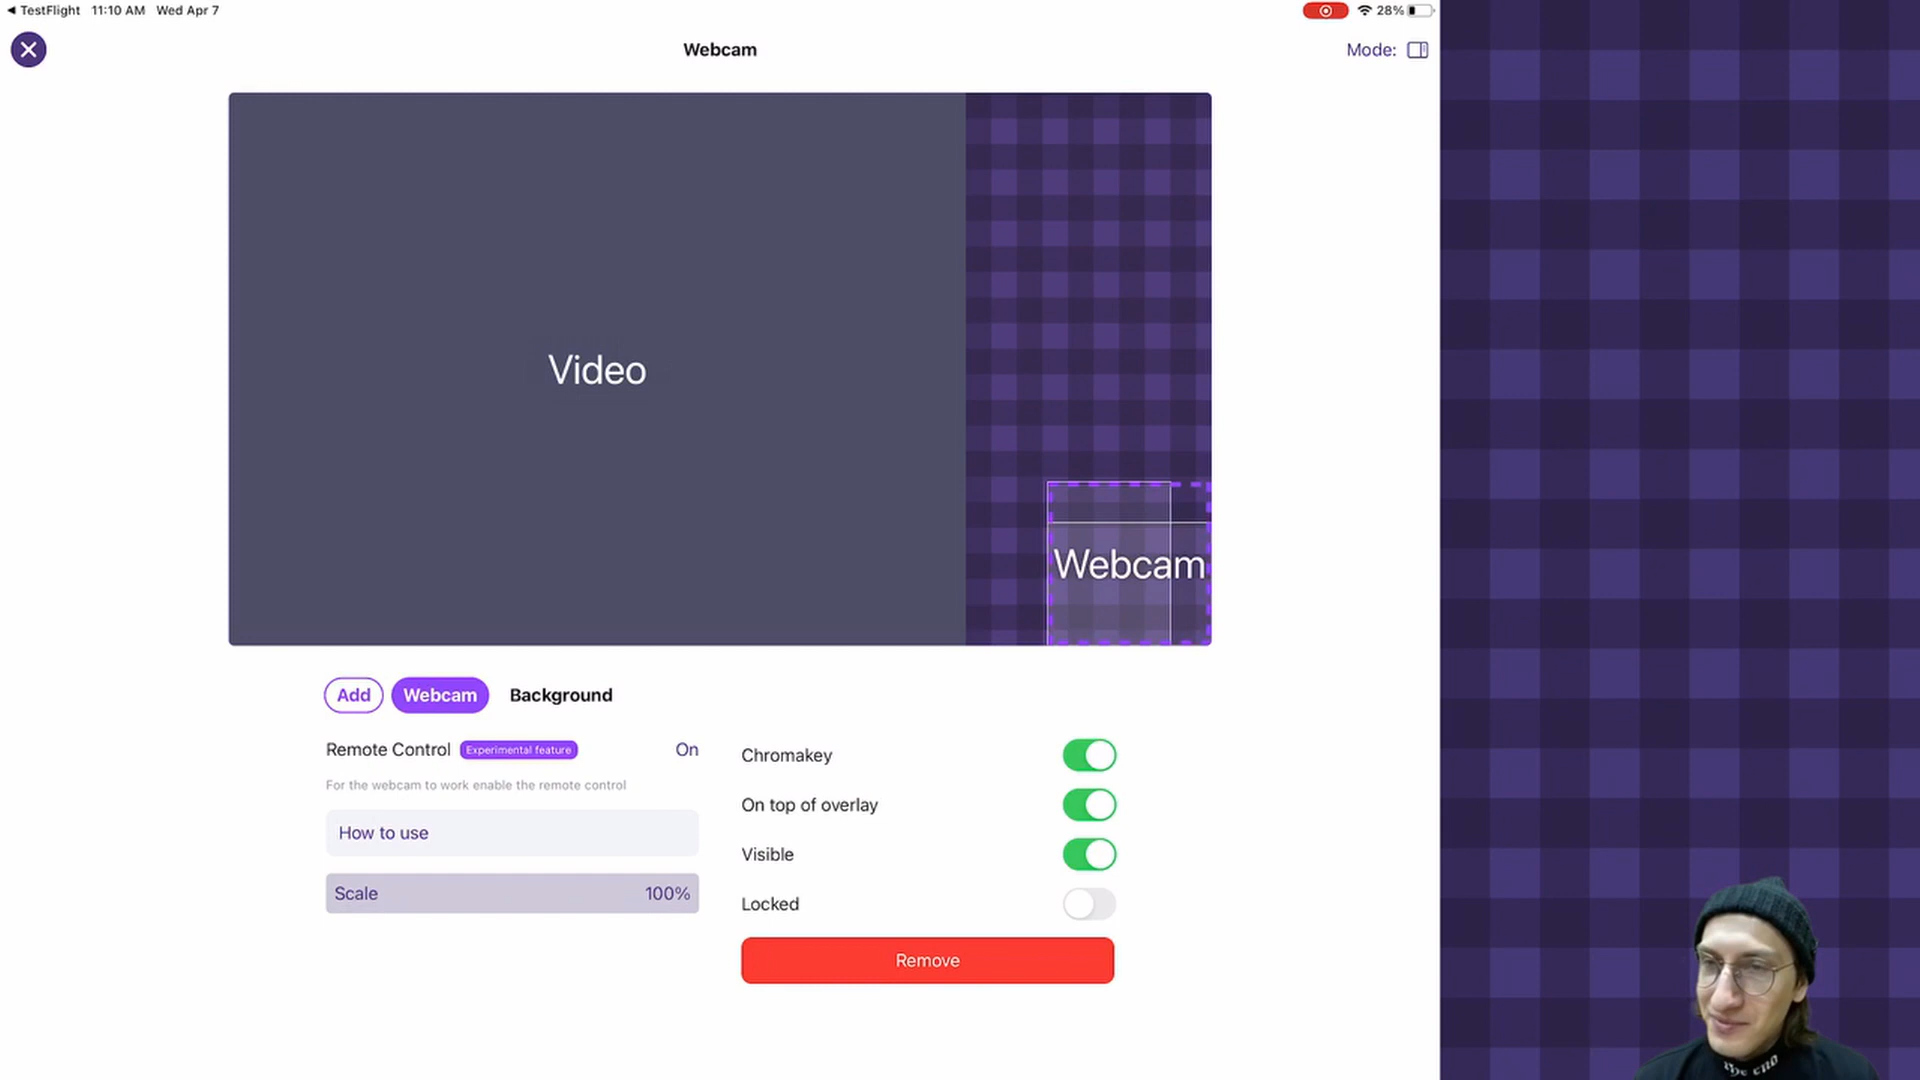 TestFlight 11:10 AM Wed Apr 7
28%
Webcam
Mode:
Video
Webcam
Add Webcam Background
Remote Control Experimental feature On
For the webcam to work enable the remote control
How to use
Scale 100%
Chromakey
On top of overlay
Visible
Locked
Remove
the end